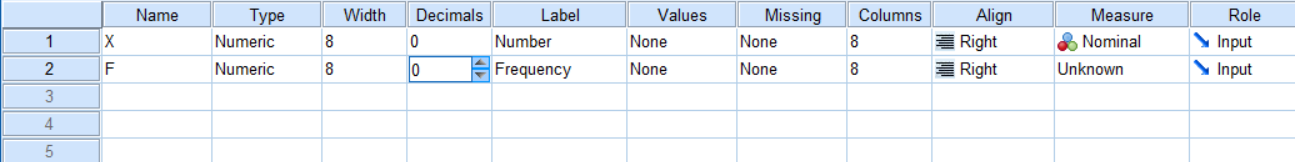 Name Type Width Decimals Label Values Missing Columns Align Measure Role
1 X Numeric 8 0 Number None None 8 Right Nominal Input
2 F Numeric 8 0 Frequency None None 8 Right Unknown Input
3
4
5